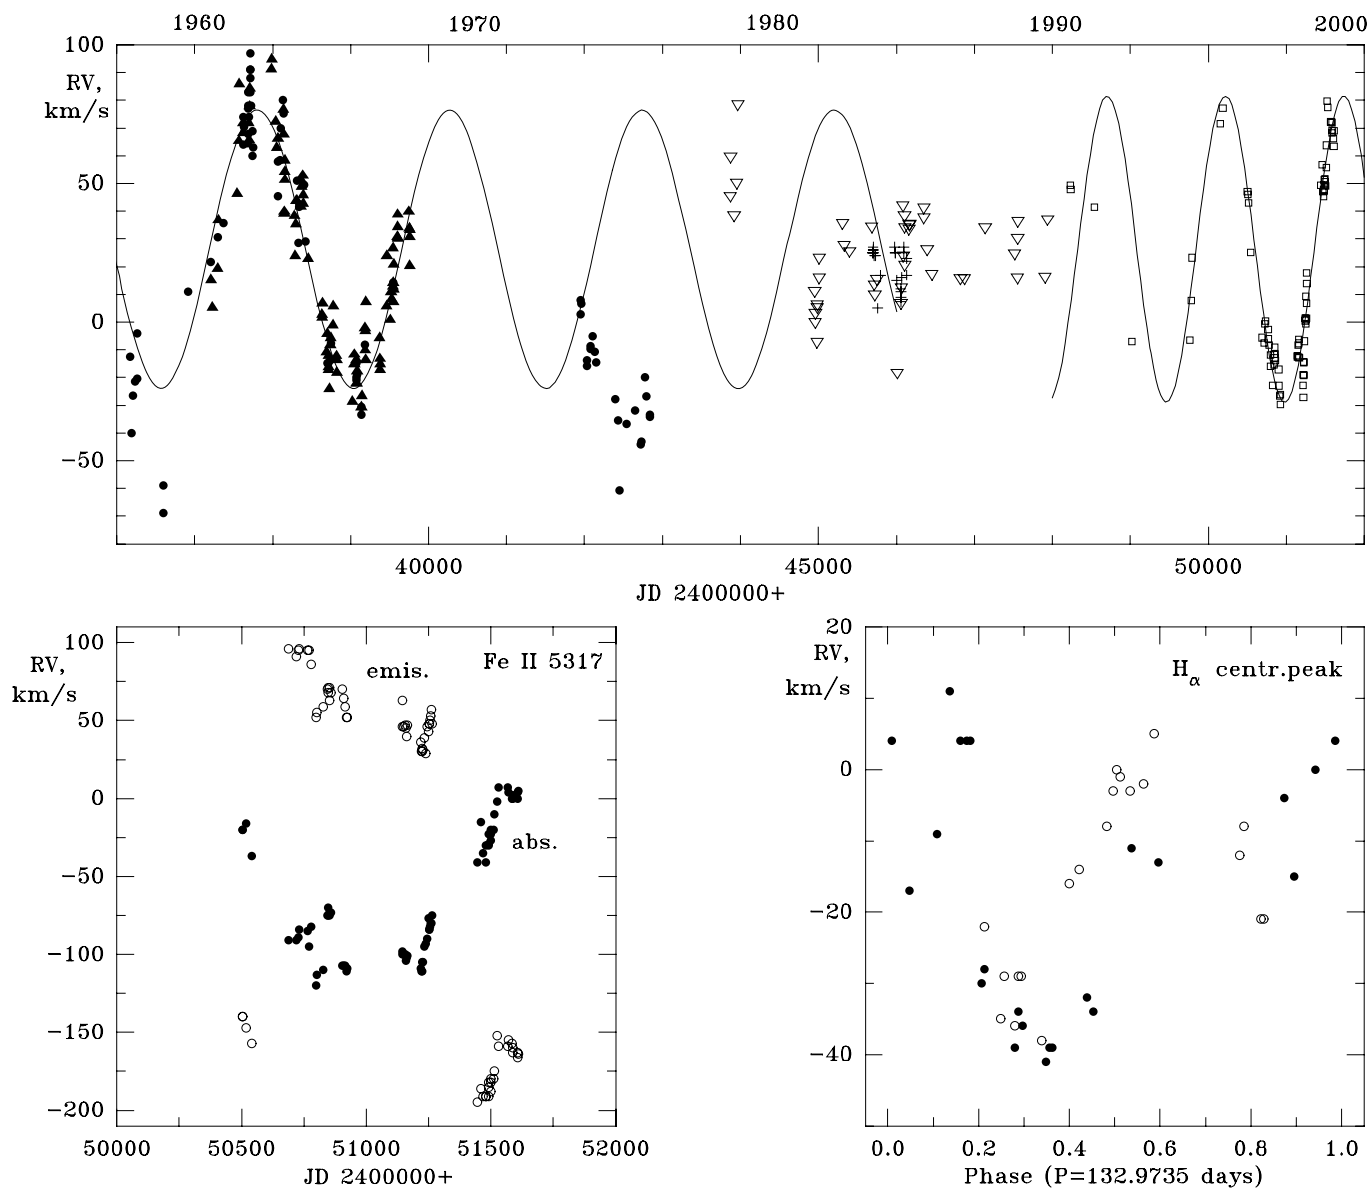 1960 1970 1980 1990 2000
100
RV,
km/s
50
0
−50
40000 45000 50000
JD 2400000+
100
RV,
km/s
emis.
Fe II 5317
50
0
abs.
−50
−100
−150
−200
50000 50500 51000 51500 52000
JD 2400000+
20
RV,
km/s
Hα centr.peak
0
−20
−40
0.0 0.2 0.4 0.6 0.8 1.0
Phase (P=132.9735 days)